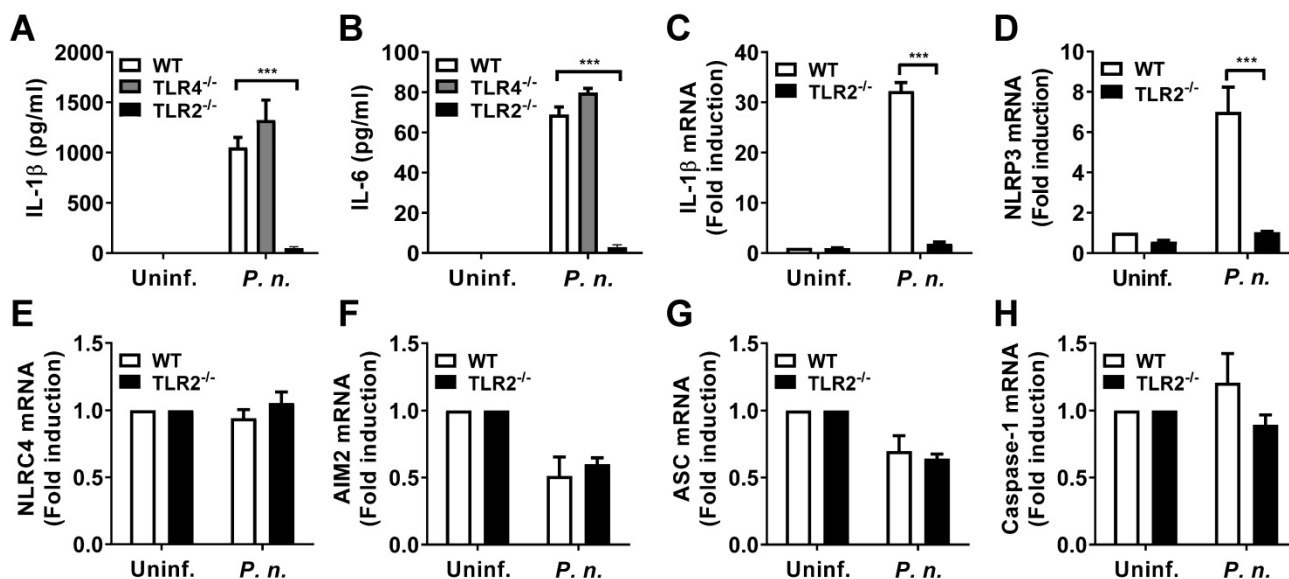 A
IL-1β (pg/ml)
2000
1500
1000
500
0
WT
TLR4-/-
TLR2-/-
***
Uninf.
P. n.
B
IL-6 (pg/ml)
100
80
60
40
20
0
WT
TLR4-/-
TLR2-/-
***
Uninf.
P. n.
C
IL-1β mRNA
(Fold induction)
40
30
20
10
0
WT
TLR2-/-
***
Uninf.
P. n.
D
NLRP3 mRNA
(Fold induction)
10
8
6
4
2
0
WT
TLR2-/-
***
Uninf.
P. n.
E
NLRC4 mRNA
(Fold induction)
1.5
1.0
0.5
0.0
WT
TLR2-/-
Uninf.
P. n.
F
AIM2 mRNA
(Fold induction)
1.5
1.0
0.5
0.0
WT
TLR2-/-
Uninf.
P. n.
G
ASC mRNA
(Fold induction)
1.5
1.0
0.5
0.0
WT
TLR2-/-
Uninf.
P. n.
H
Caspase-1 mRNA
(Fold induction)
1.5
1.0
0.5
0.0
WT
TLR2-/-
Uninf.
P. n.